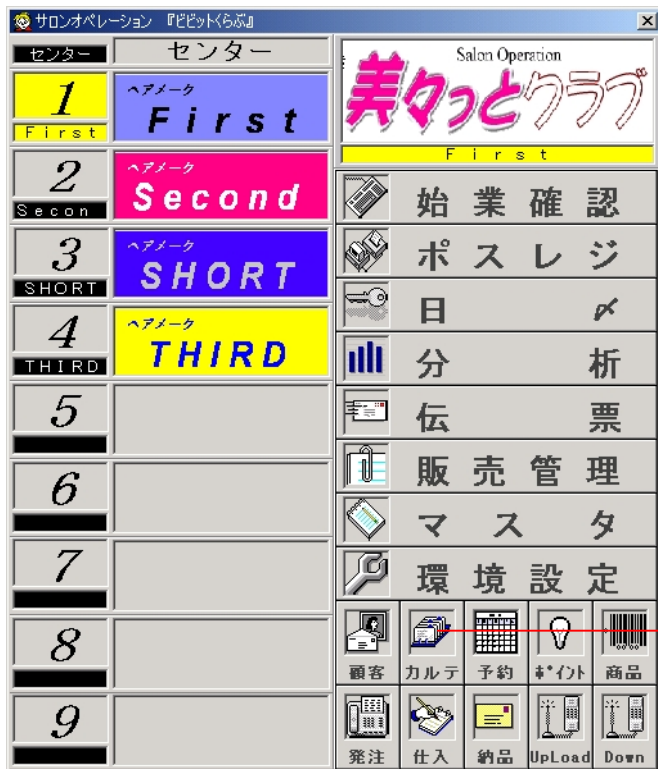 サロンオペレーション 『ビビットくらぶ』
センター センター
1 First
ヘアメーク
First
2 Secon
ヘアメーク
Second
3 SHORT
ヘアメーク
SHORT
4 THIRD
ヘアメーク
THIRD
5
6
7
8
9
Salon Operation
美々っとクラブ
First
始業確認
ポスレジ
日〆
分析
伝票
販売管理
マスタ
環境設定
顧客 カルテ 予約 ﾎﾟｲﾝﾄ 商品
発注 仕入 納品 UpLoad Down